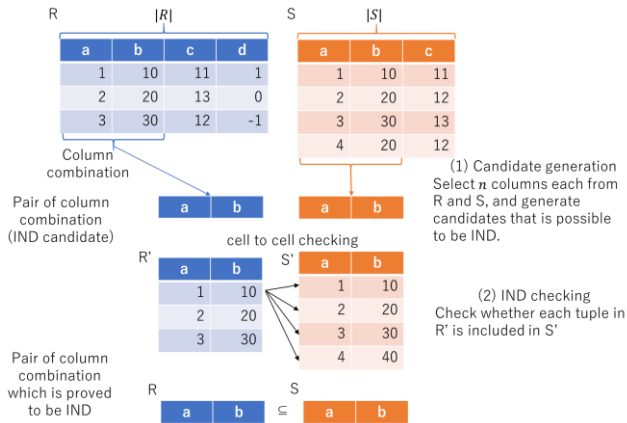 R |R| S |S|
a b c d a b c
1 10 11 1 1 10 11
2 20 13 0 2 20 12
3 30 12 -1 3 30 13
4 20 12
Column
combination
(1) Candidate generation
Select n columns each from
R and S, and generate
candidates that is possible
to be IND.
Pair of column
combination
(IND candidate)
a b a b
cell to cell checking
R’ S’
a b a b
1 10 1 10
2 20 2 20
3 30 3 30
4 40
(2) IND checking
Check whether each tuple in
R’ is included in S’
Pair of column
combination
which is proved
to be IND
R S
a b ⊆ a b